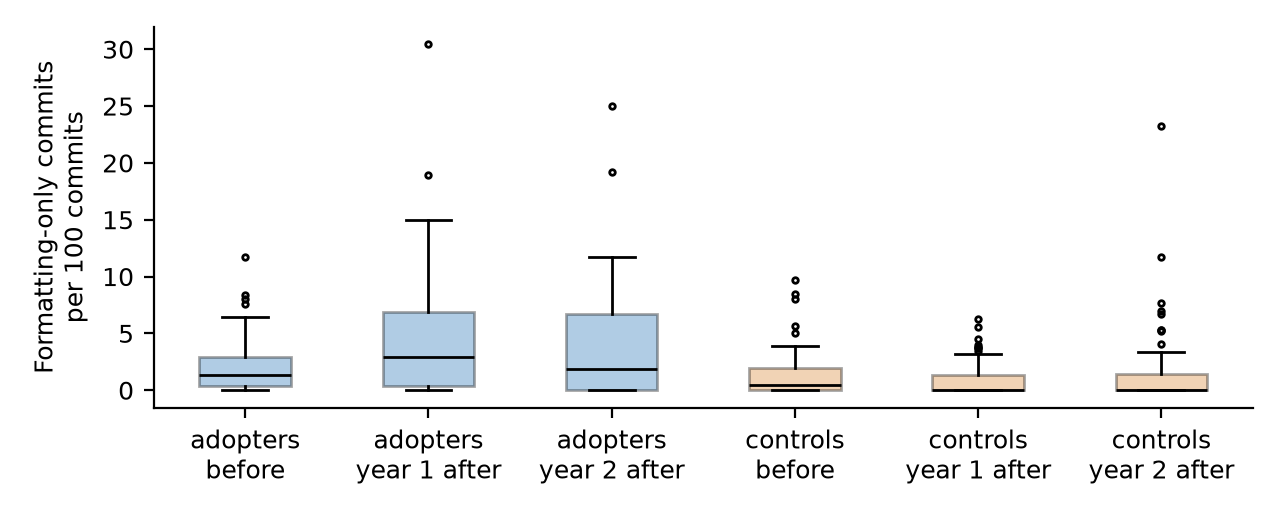 Formatting-only commits
per 100 commits
30
25
20
15
10
5
0
adopters
before
adopters
year 1 after
adopters
year 2 after
controls
before
controls
year 1 after
controls
year 2 after